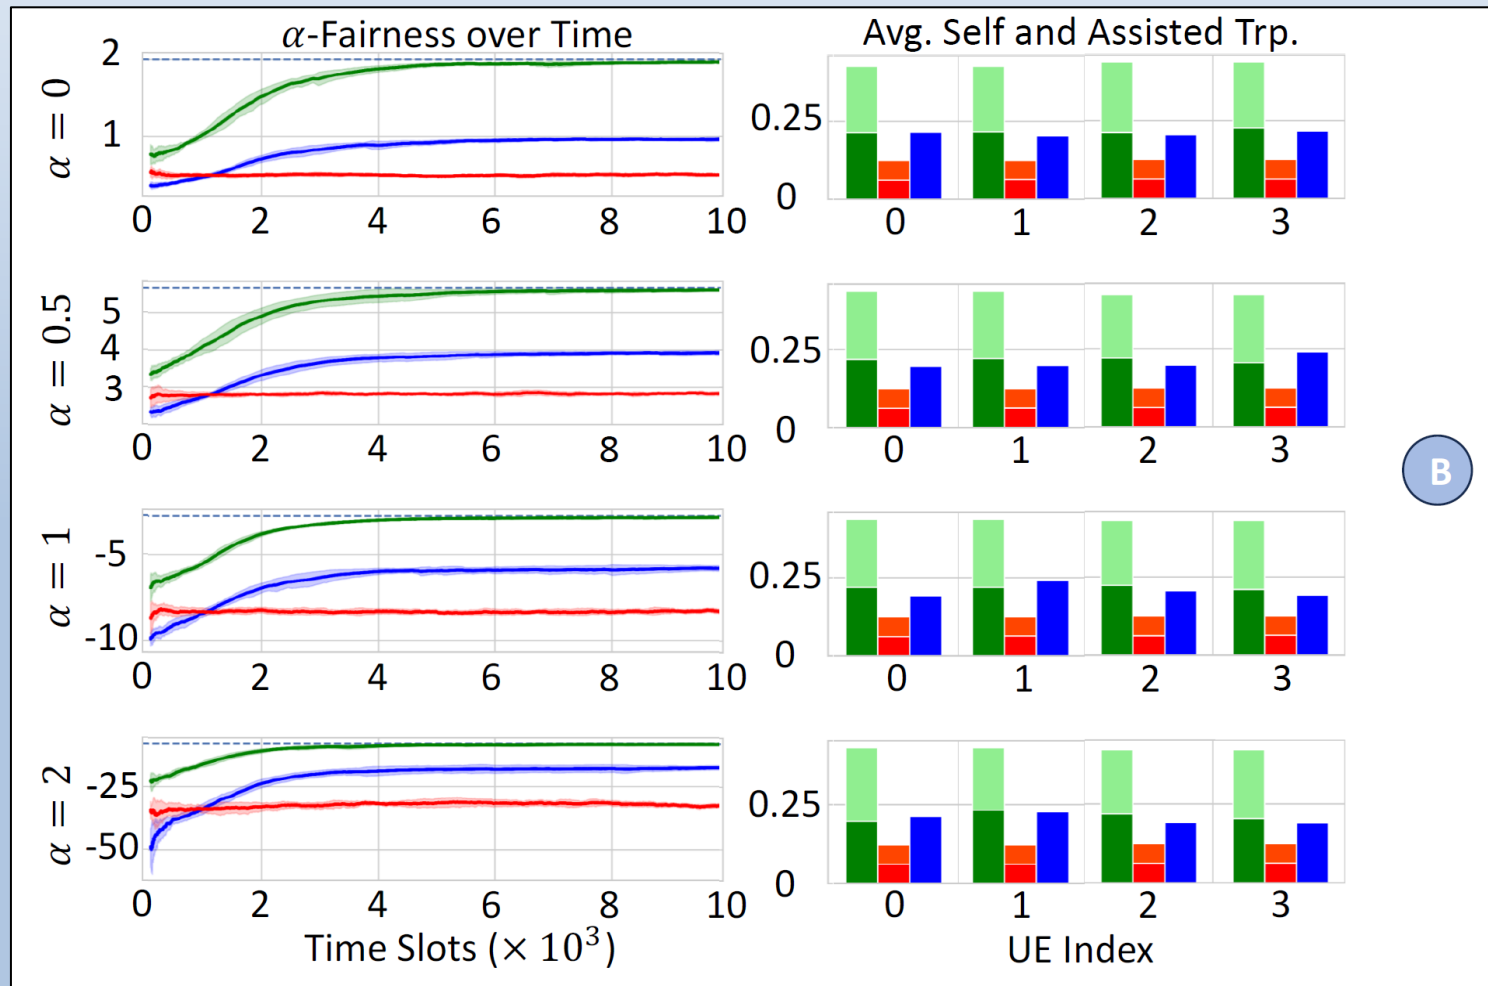 α-Fairness over Time
Avg. Self and Assisted Trp.
α = 0
2
1
0 2 4 6 8 10
0.25
0
0 1 2 3
α = 0.5
5
4
3
0 2 4 6 8 10
0.25
0
0 1 2 3
B
α = 1
-5
-10
0 2 4 6 8 10
0.25
0
0 1 2 3
α = 2
-25
-50
0 2 4 6 8 10
Time Slots (× 10³)
0.25
0
0 1 2 3
UE Index